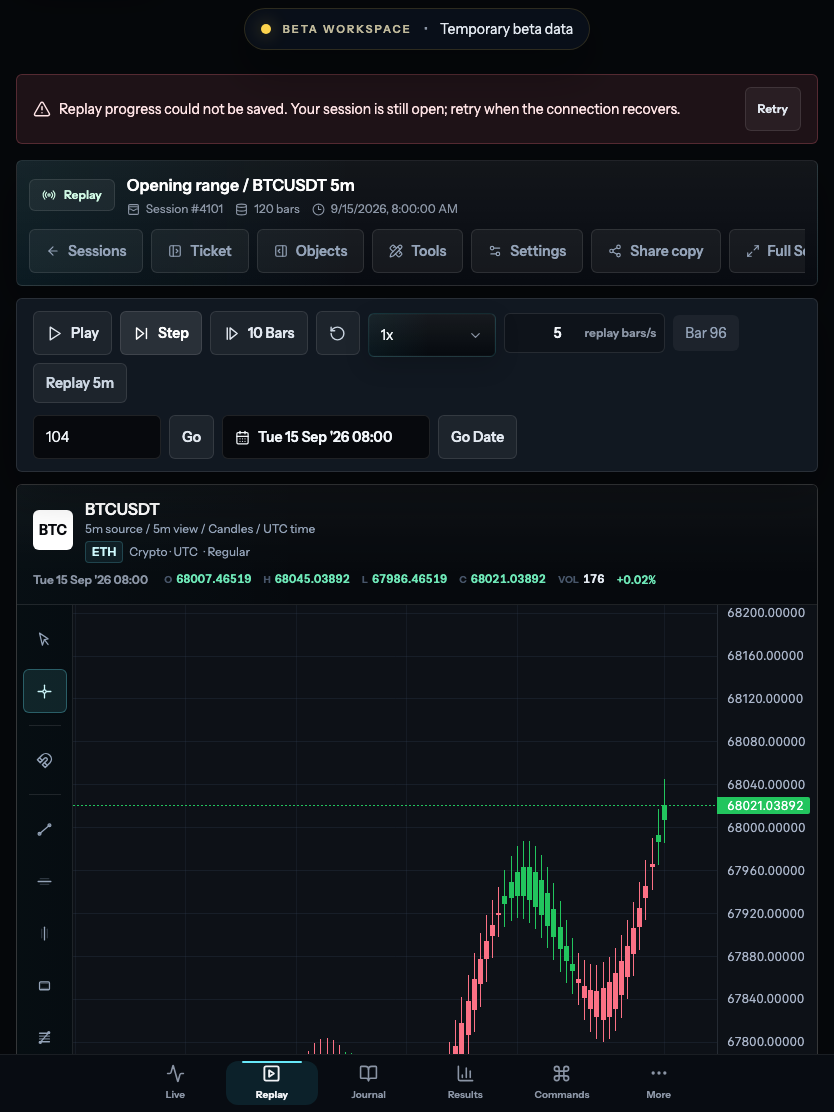 BETA WORKSPACE · Temporary beta data
Replay progress could not be saved. Your session is still open; retry when the connection recovers.
Retry
Replay
Opening range / BTCUSDT 5m
Session #4101 120 bars 9/15/2026, 8:00:00 AM
Sessions Ticket Objects Tools Settings Share copy Full Sc
Play Step 10 Bars 1x 5 replay bars/s Bar 96
Replay 5m
104 Go Tue 15 Sep '26 08:00 Go Date
BTC
BTCUSDT
5m source / 5m view / Candles / UTC time
ETH Crypto · UTC · Regular
Tue 15 Sep '26 08:00 O 68007.46519 H 68045.03892 L 67986.46519 C 68021.03892 VOL 176 +0.02%
68200.00000
68160.00000
68120.00000
68080.00000
68040.00000
68021.03892
68000.00000
67960.00000
67920.00000
67880.00000
67840.00000
67800.00000
Live Replay Journal Results Commands More